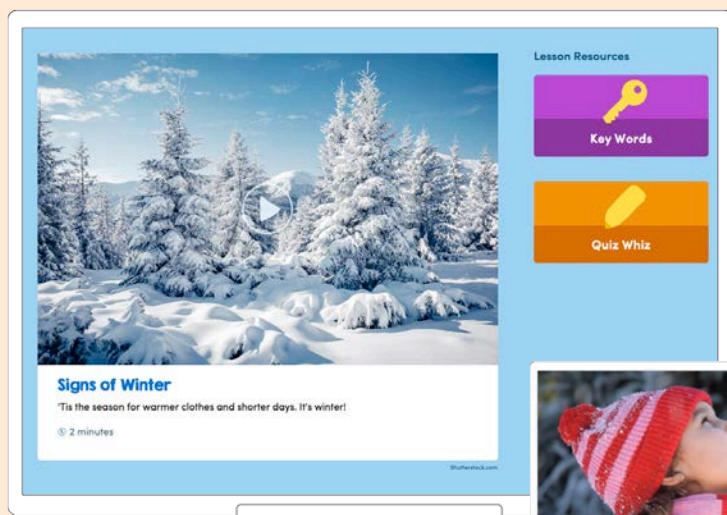 Lesson Resources
Key Words
Quiz Whiz
Signs of Winter
'Tis the season for warmer clothes and shorter days. It's winter!
2 minutes
Shutterstock.com